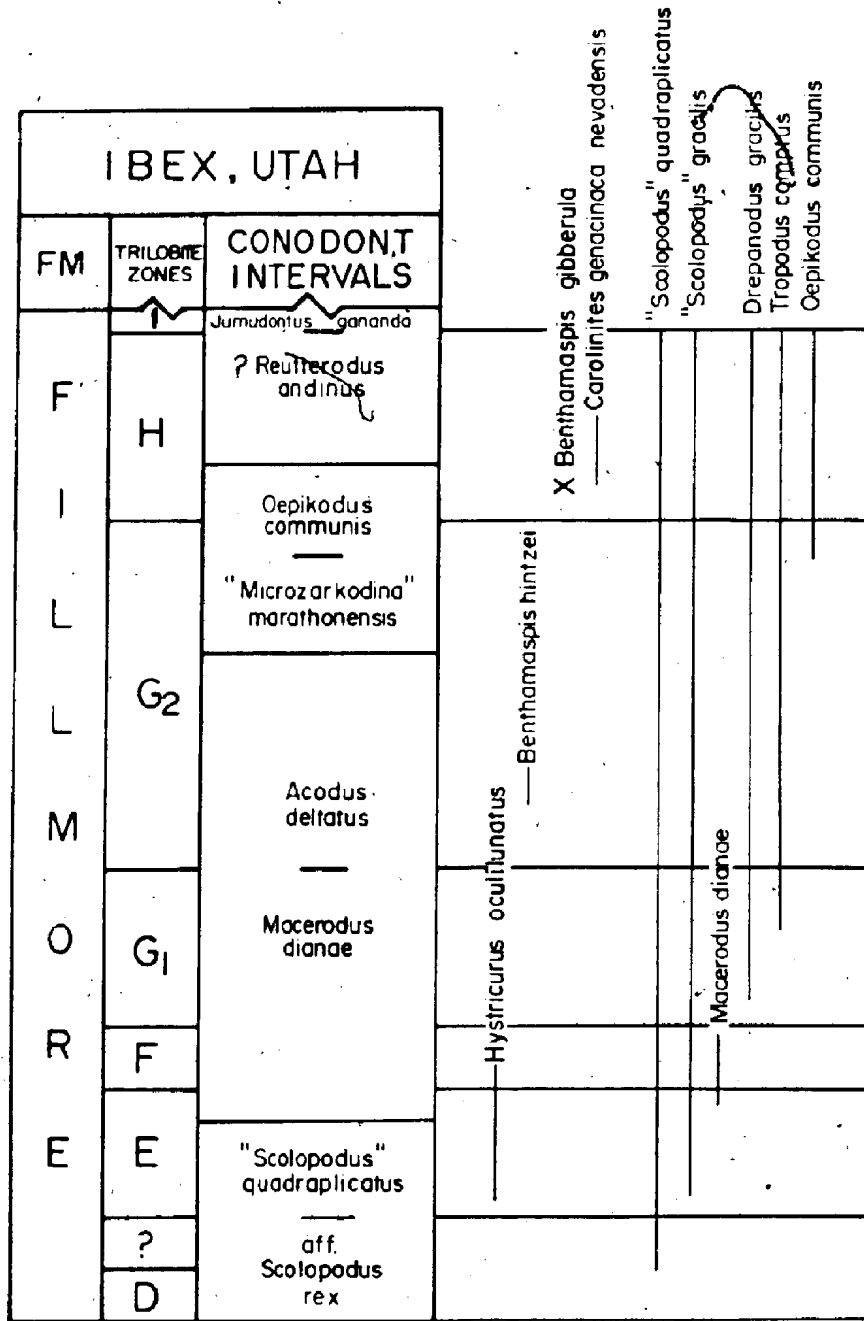 IBEX, UTAH
FM
TRILOBITE
ZONES
CONODONT
INTERVALS
FILLMORE
I
H
G2
G1
F
E
?
D
Jumudontus gananda
? Reutterodus
andinus
Oepikodus
communis
"Microzarkodina"
marathonensis
Acodus
deltatus
Macerodus
dianae
"Scolopodus"
quadraplicatus
aff.
Scolopodus
rex
Hystricurus oculilunatus
Benthamaspis hintzei
X Benthamaspis gibberula
Carolinites genacinaca nevadensis
"Scolopodus" quadraplicatus
"Scolopodus" gracilis
Macerodus dianae
Drepanodus gracilis
Tropodus comptus
Oepikodus communis